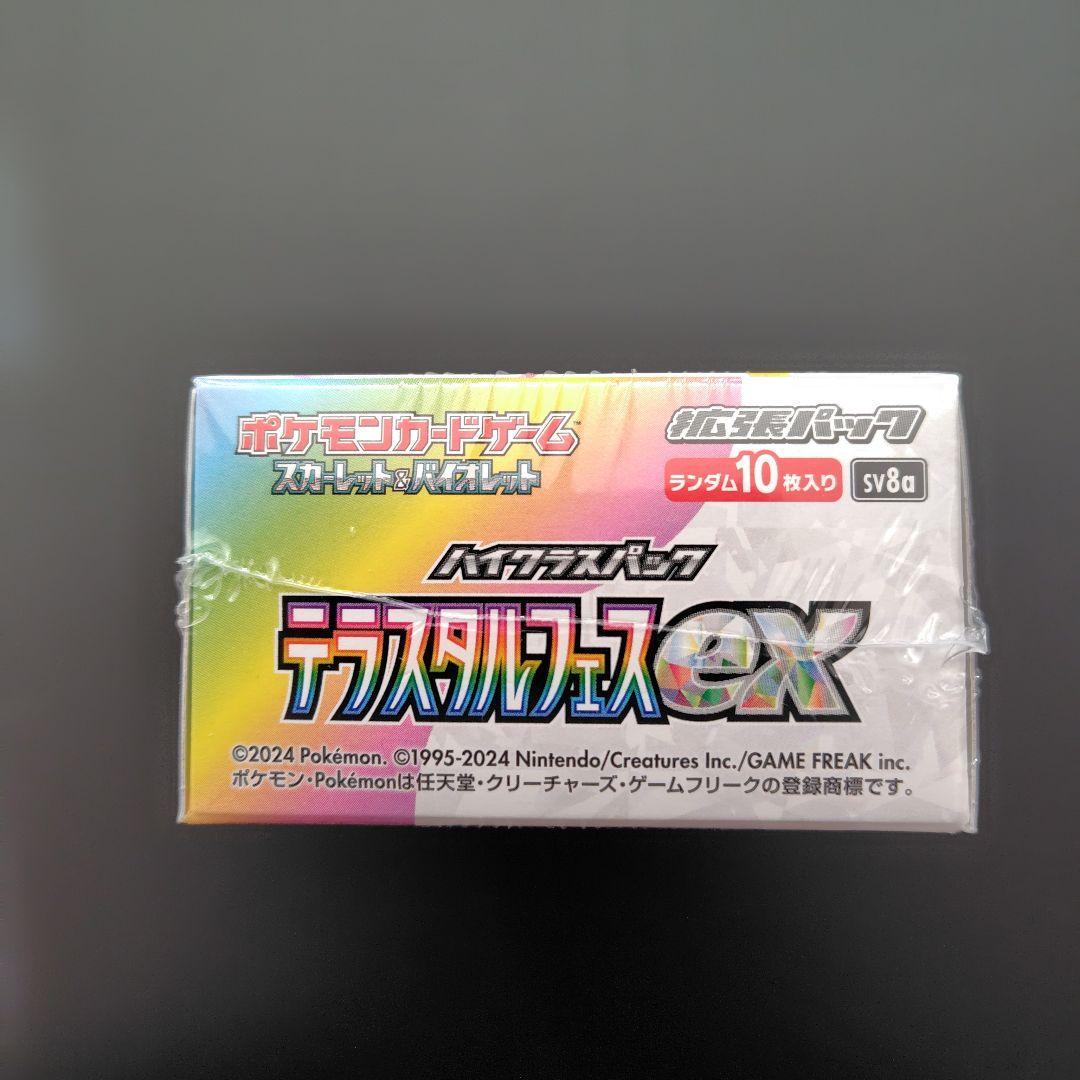 ポケモンカードゲーム™
スカーレット&バイオレット
拡張パック
ランダム10枚入り SV8a
ハイクラスパック
テラスタルフェスex
©2024 Pokémon. ©1995-2024 Nintendo/Creatures Inc./GAME FREAK inc.
ポケモン・Pokémonは任天堂・クリーチャーズ・ゲームフリークの登録商標です。